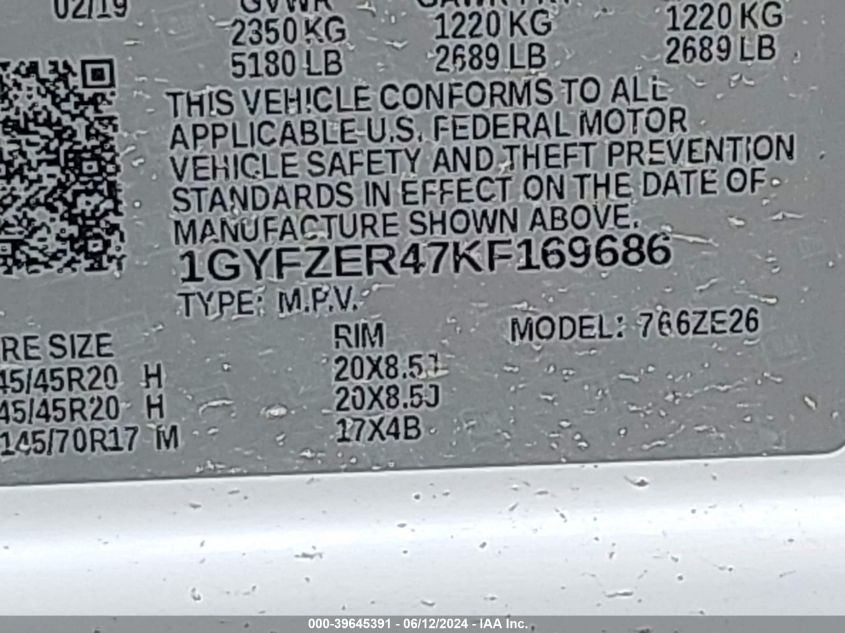 02/19 GVWR GAWR FRT
2350 KG 1220 KG 1220 KG
5180 LB 2689 LB 2689 LB
THIS VEHICLE CONFORMS TO ALL
APPLICABLE U.S. FEDERAL MOTOR
VEHICLE SAFETY AND THEFT PREVENTION
STANDARDS IN EFFECT ON THE DATE OF
MANUFACTURE SHOWN ABOVE.
1GYFZER47KF169686
TYPE: M.P.V.
RE SIZE RIM MODEL: 766ZE26
45/45R20 H 20X8.5J
45/45R20 H 20X8.5J
145/70R17 M 17X4B
000-39645391 - 06/12/2024 - IAA Inc.